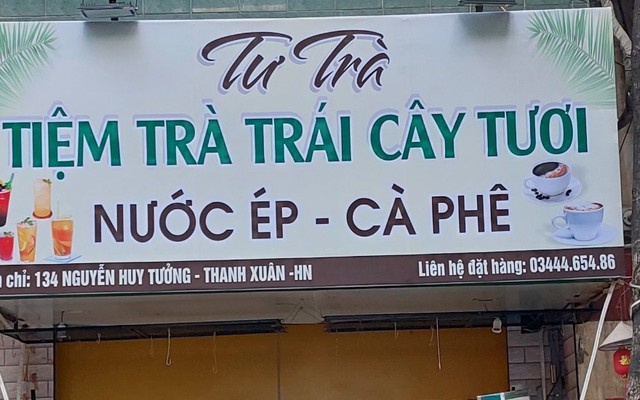 Tư Trà
TIỆM TRÀ TRÁI CÂY TƯƠI
NƯỚC ÉP - CÀ PHÊ
chỉ: 134 NGUYỄN HUY TƯỞNG - THANH XUÂN -HN
Liên hệ đặt hàng: 03444.654.86